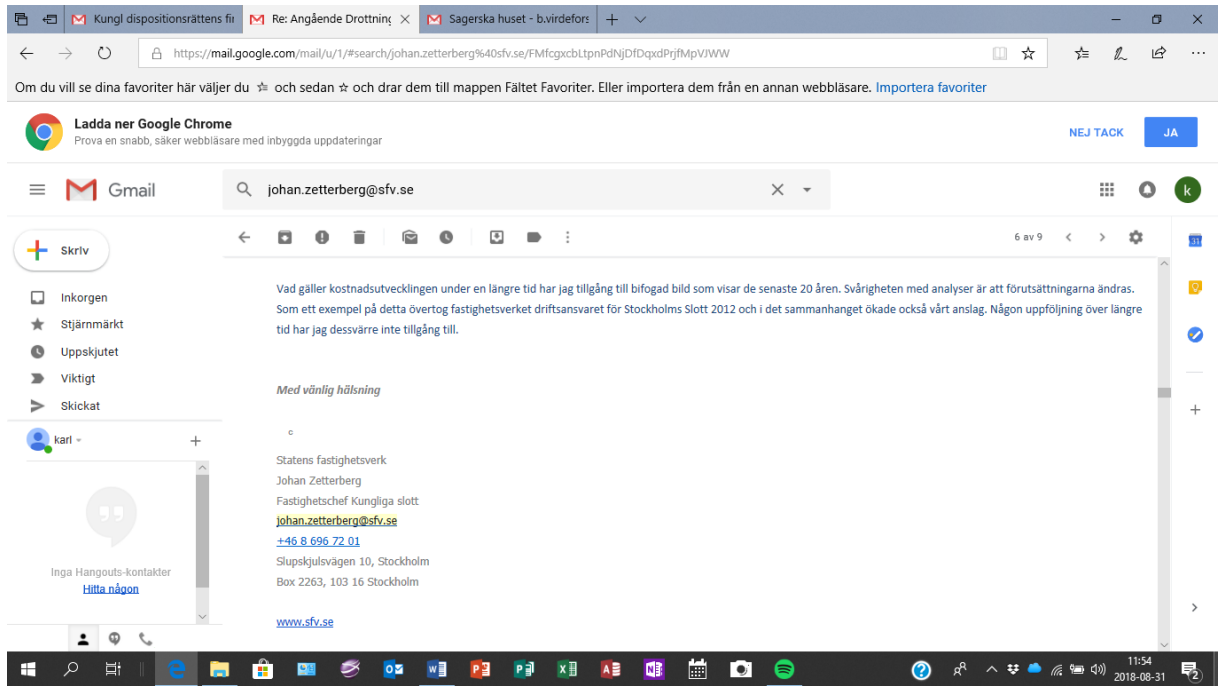 Kungl dispositionsrättens fin
Re: Angående Drottning
Sagerska huset - b.virdefors
https://mail.google.com/mail/u/1/#search/johan.zetterberg%40sfv.se/FMfcgxcbLtpnPdNjDfDqxdPrjfMpVJWW
Om du vill se dina favoriter här väljer du och sedan och drar dem till mappen Fältet Favoriter. Eller importera dem från en annan webbläsare. Importera favoriter
Ladda ner Google Chrome
Prova en snabb, säker webbläsare med inbyggda uppdateringar
NEJ TACK
JA
Gmail
johan.zetterberg@sfv.se
k
Skriv
6 av 9
31
Inkorgen
Stjärnmärkt
Uppskjutet
Viktigt
Skickat
karl
Inga Hangouts-kontakter
Hitta någon
Vad gäller kostnadsutvecklingen under en längre tid har jag tillgång till bifogad bild som visar de senaste 20 åren. Svårigheten med analyser är att förutsättningarna ändras.
Som ett exempel på detta övertog fastighetsverket driftsansvaret för Stockholms Slott 2012 och i det sammanhanget ökade också vårt anslag. Någon uppföljning över längre
tid har jag dessvärre inte tillgång till.
Med vänlig hälsning
c
Statens fastighetsverk
Johan Zetterberg
Fastighetschef Kungliga slott
johan.zetterberg@sfv.se
+46 8 696 72 01
Slupskjulsvägen 10, Stockholm
Box 2263, 103 16 Stockholm
www.sfv.se
11:54
2018-08-31
2